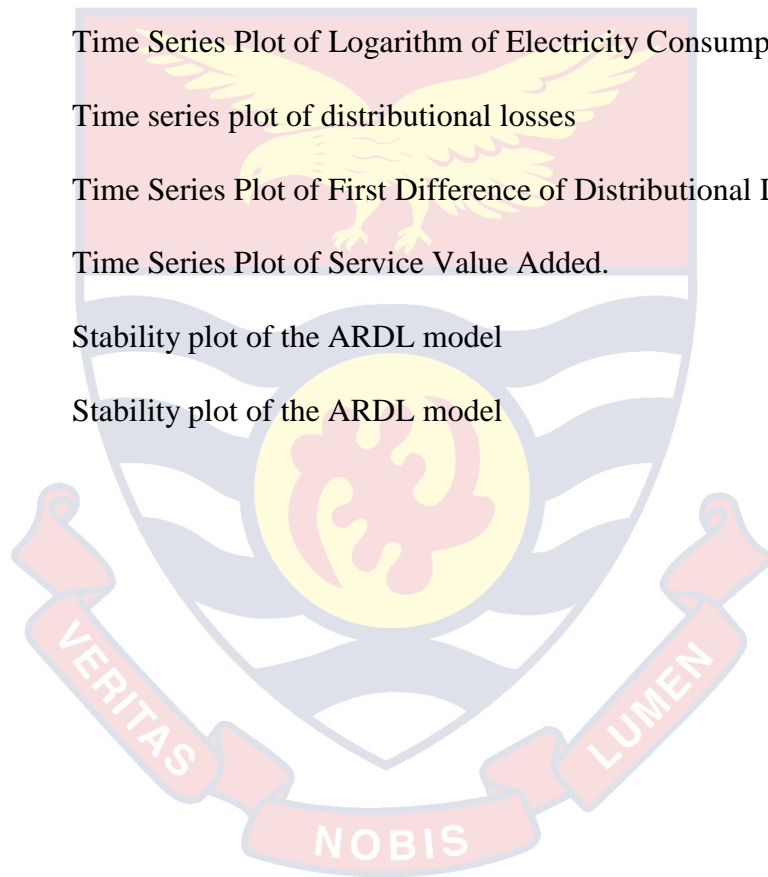 Time Series Plot of Logarithm of Electricity Consump
Time series plot of distributional losses
Time Series Plot of First Difference of Distributional L
Time Series Plot of Service Value Added.
Stability plot of the ARDL model
Stability plot of the ARDL model
VERITAS
NOBIS
LUMEN